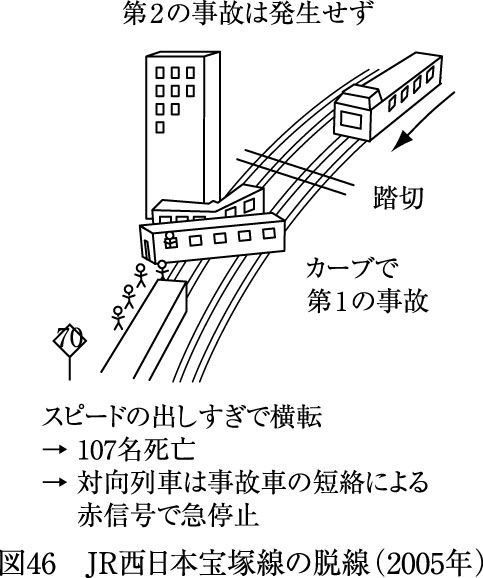 第2の事故は発生せず
踏切
カーブで
第1の事故
70
スピードの出しすぎで横転
→ 107名死亡
→ 対向列車は事故車の短絡による
赤信号で急停止
図46　JR西日本宝塚線の脱線（2005年）